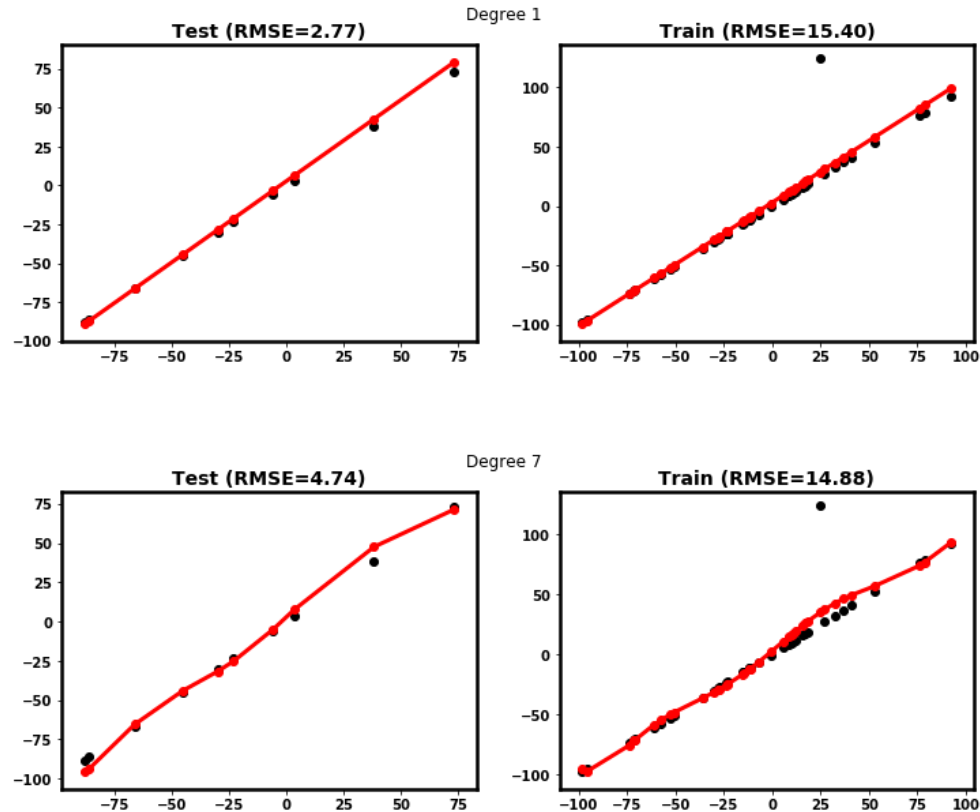 Degree 1
Test (RMSE=2.77)
Train (RMSE=15.40)
75
50
25
0
−25
−50
−75
−100
−75 −50 −25 0 25 50 75
100
50
0
−50
−100
−100 −75 −50 −25 0 25 50 75 100
Degree 7
Test (RMSE=4.74)
Train (RMSE=14.88)
75
50
25
0
−25
−50
−75
−100
−75 −50 −25 0 25 50 75
100
50
0
−50
−100
−100 −75 −50 −25 0 25 50 75 100